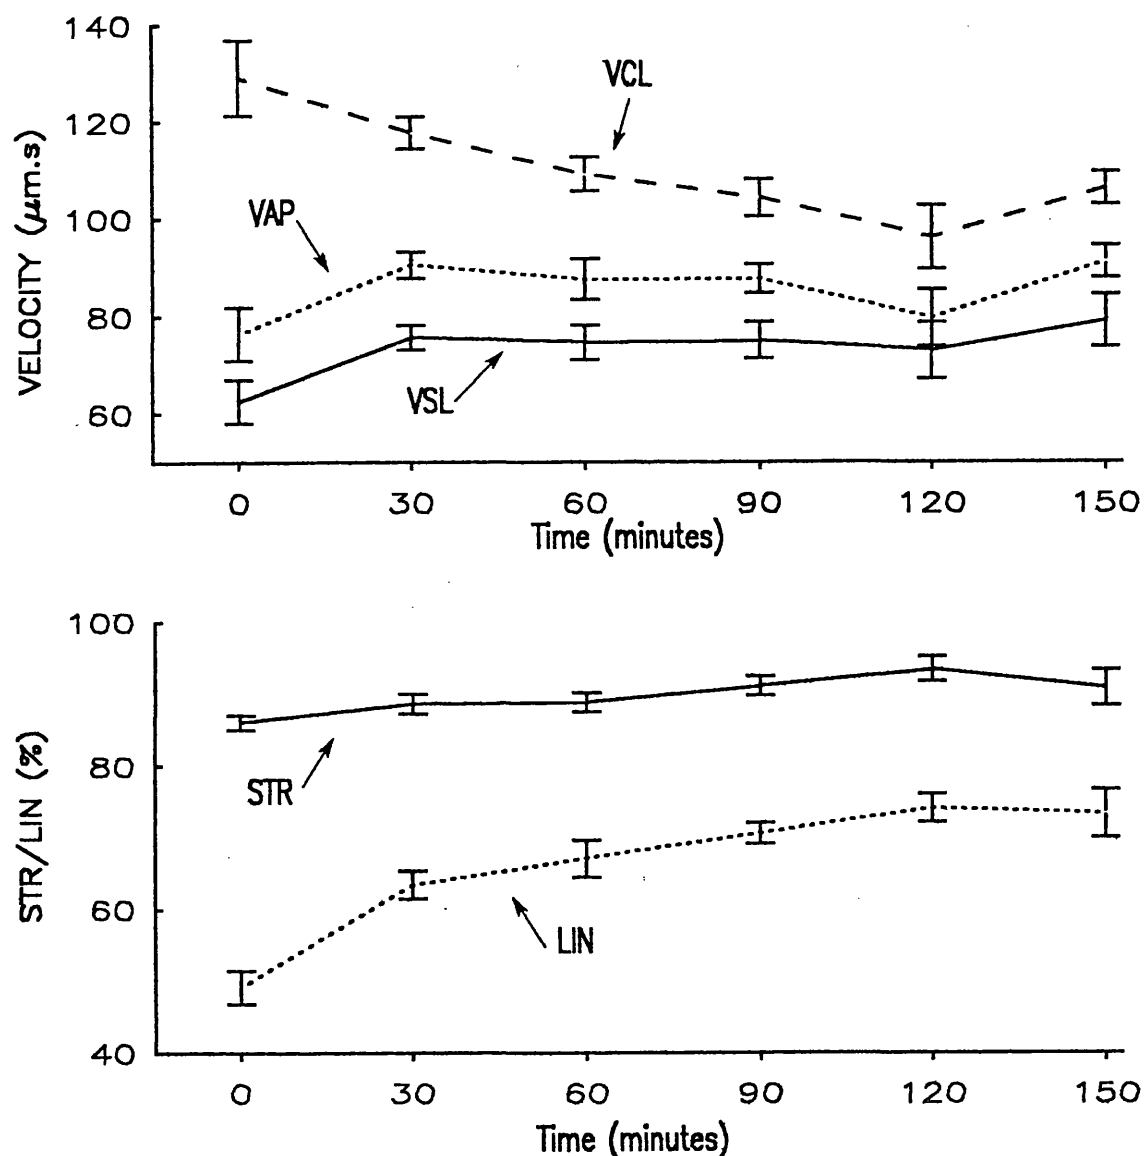 140
120
100
80
60
VELOCITY (μm.s)
VCL
VAP
VSL
0 30 60 90 120 150
Time (minutes)
100
80
60
40
STR/LIN (%)
STR
LIN
0 30 60 90 120 150
Time (minutes)